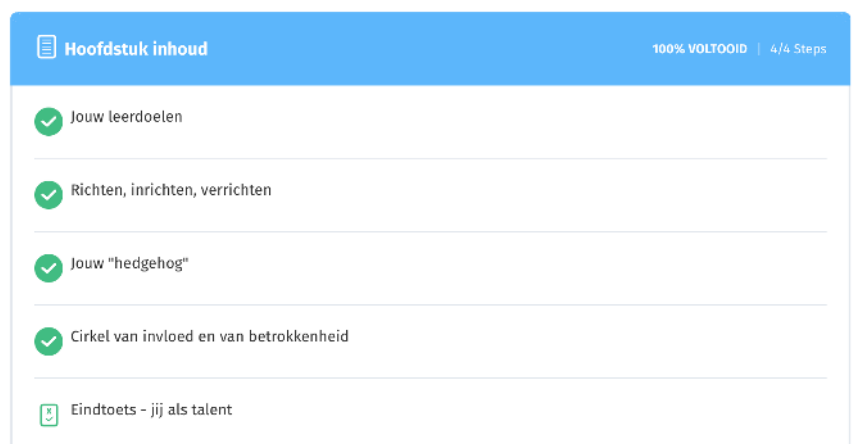 Hoofdstuk inhoud
100% VOLTOOID | 4/4 Steps
Jouw leerdoelen
Richten, inrichten, verrichten
Jouw "hedgehog"
Cirkel van invloed en van betrokkenheid
Eindtoets - jij als talent